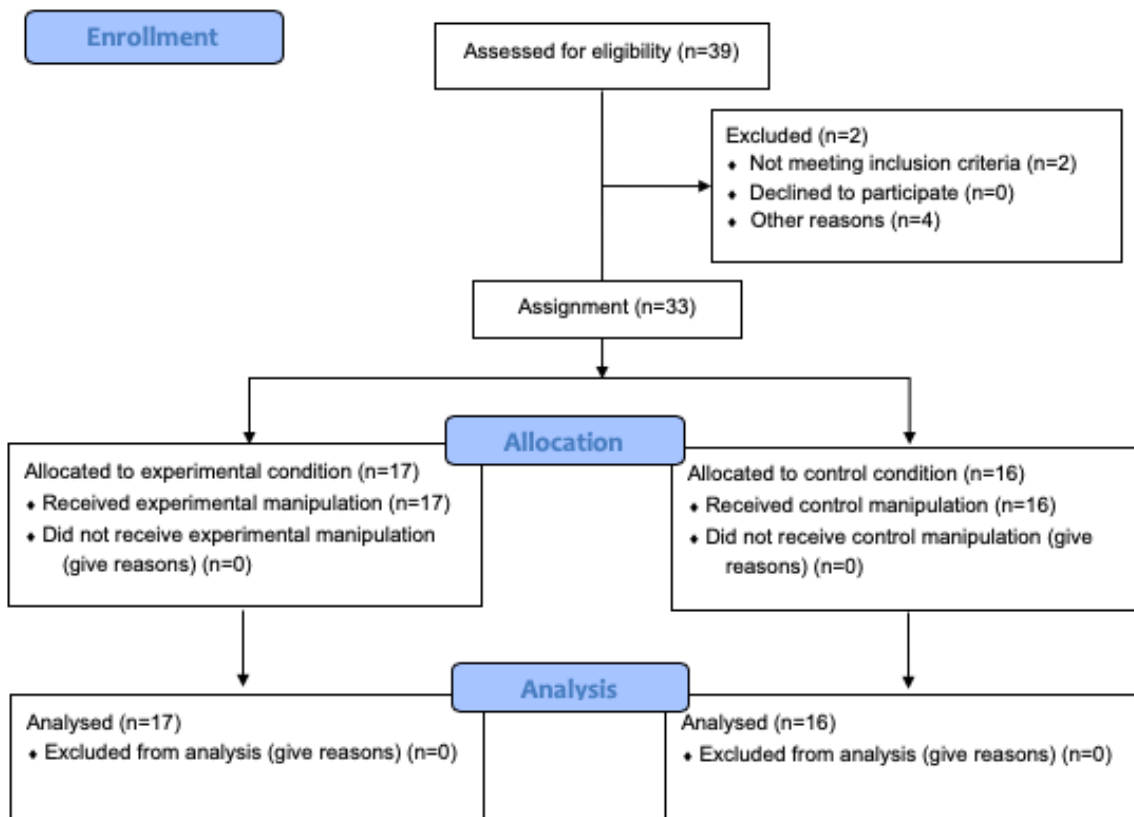 Enrollment
Assessed for eligibility (n=39)
Excluded (n=2)
♦ Not meeting inclusion criteria (n=2)
♦ Declined to participate (n=0)
♦ Other reasons (n=4)
Assignment (n=33)
Allocation
Allocated to experimental condition (n=17)
♦ Received experimental manipulation (n=17)
♦ Did not receive experimental manipulation
(give reasons) (n=0)
Allocated to control condition (n=16)
♦ Received control manipulation (n=16)
♦ Did not receive control manipulation (give
reasons) (n=0)
Analysis
Analysed (n=17)
♦ Excluded from analysis (give reasons) (n=0)
Analysed (n=16)
♦ Excluded from analysis (give reasons) (n=0)